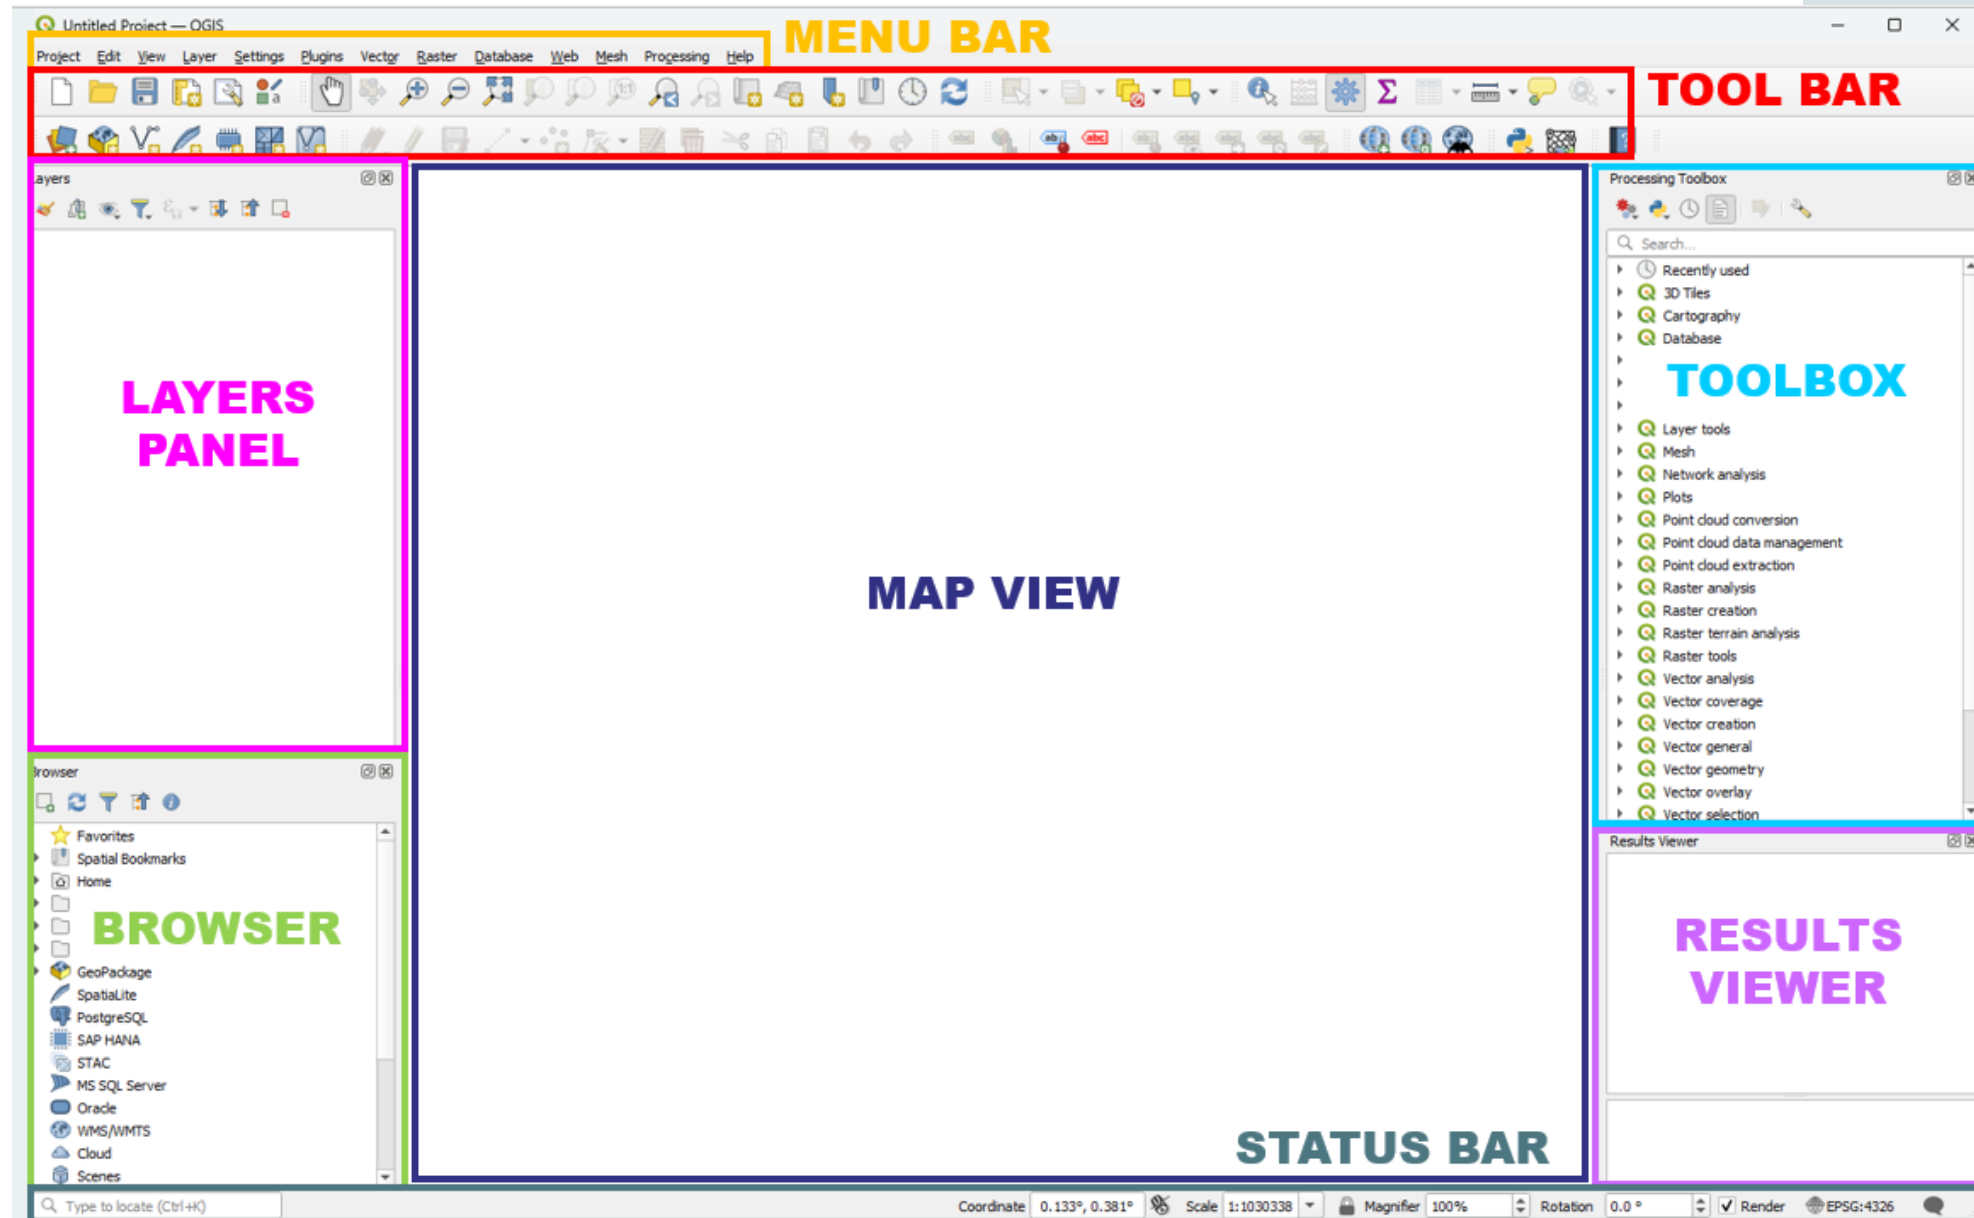 Untitled Project — QGIS
MENU BAR
Project Edit View Layer Settings Plugins Vector Raster Database Web Mesh Processing Help
TOOL BAR
ayers
LAYERS
PANEL
MAP VIEW
Processing Toolbox
Search...
Recently used
3D Tiles
Cartography
Database
TOOLBOX
Layer tools
Mesh
Network analysis
Plots
Point cloud conversion
Point cloud data management
Point cloud extraction
Raster analysis
Raster creation
Raster terrain analysis
Raster tools
Vector analysis
Vector coverage
Vector creation
Vector general
Vector geometry
Vector overlay
Vector selection
rowser
Favorites
Spatial Bookmarks
Home
BROWSER
GeoPackage
SpatiaLite
PostgreSQL
SAP HANA
STAC
MS SQL Server
Oracle
WMS/WMTS
Cloud
Scenes
Results Viewer
RESULTS
VIEWER
STATUS BAR
Type to locate (Ctrl+K) Coordinate 0.133°, 0.381° Scale 1:1030338 Magnifier 100% Rotation 0.0 ° Render EPSG:4326